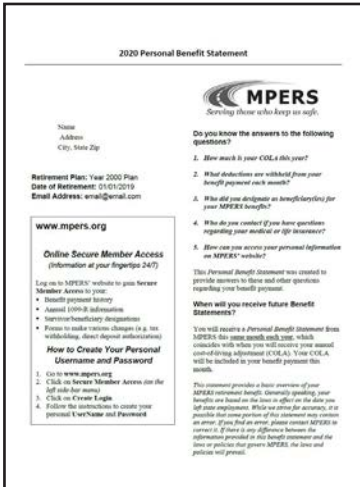 2020 Personal Benefit Statement
MPERS
Serving those who keep us safe.
Name
Address
City, State Zip
Retirement Plan: Year 2000 Plan
Date of Retirement: 01/01/2019
Email Address: email@email.com
www.mpers.org
Online Secure Member Access
(Information at your fingertips 24/7)
Log on to MPERS' website to gain Secure
Member Access to your:
• Benefit payment history
• Annual 1099-R information
• Survivor/beneficiary designations
• Forms to make various changes (e.g. tax
withholding, direct deposit authorization)
How to Create Your Personal
Username and Password
1. Go to www.mpers.org
2. Click on Secure Member Access (on the
left side-bar menu)
3. Click on Create Login
4. Follow the instructions to create your
personal UserName and Password
Do you know the answers to the following
questions?
1. How much is your COLA this year?
2. What deductions are withheld from your
benefit payment each month?
3. Who did you designate as beneficiary(ies) for
your MPERS benefits?
4. Who do you contact if you have questions
regarding your medical or life insurance?
5. How can you access your personal information
on MPERS' website?
This Personal Benefit Statement was created to
provide answers to these and other questions
regarding your benefit payment.
When will you receive future Benefit
Statements?
You will receive a Personal Benefit Statement from
MPERS this same month each year, which
coincides with when you will receive your annual
cost-of-living adjustment (COLA). Your COLA
will be included in your benefit payment this
month.
This statement provides a basic overview of your
MPERS retirement benefit. Generally speaking, your
benefits are based on the laws in effect on the date you
left state employment. While we strive for accuracy, it is
possible that some portion of this statement may contain
an error. If you find an error, please contact MPERS to
correct it. If there is any difference between the
information provided in this benefit statement and the
laws or policies that govern MPERS, the laws and
policies will prevail.